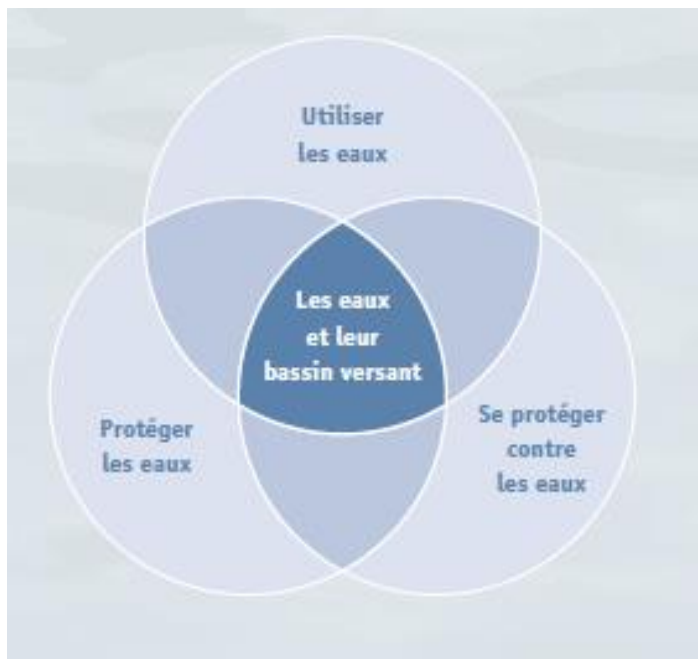 Utiliser
les eaux
Les eaux
et leur
bassin versant
Protéger
les eaux
Se protéger
contre
les eaux